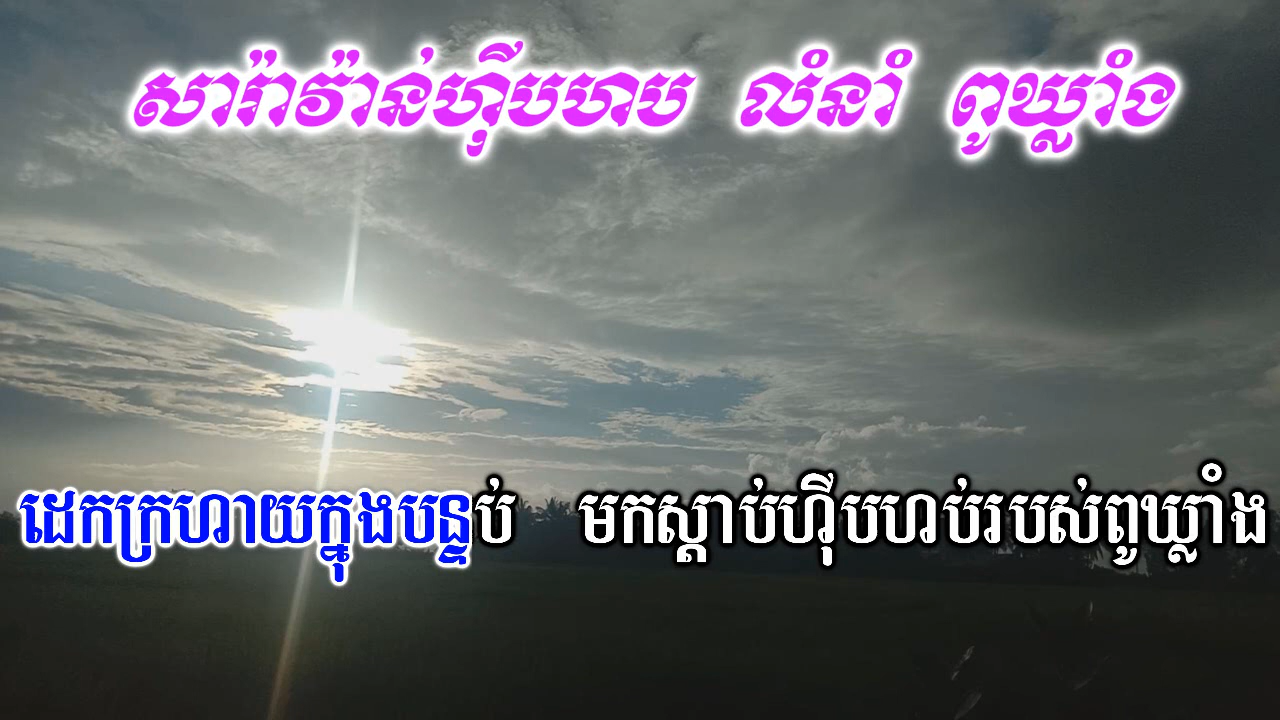 សារ៉ាវ៉ាន់ហ៊ីបហប លំនាំ ពូឃ្លាំង
ដេកក្រហាយក្នុងបន្ទប់ មកស្ដាប់ហ៊ីបហប់របស់ពូឃ្លាំង